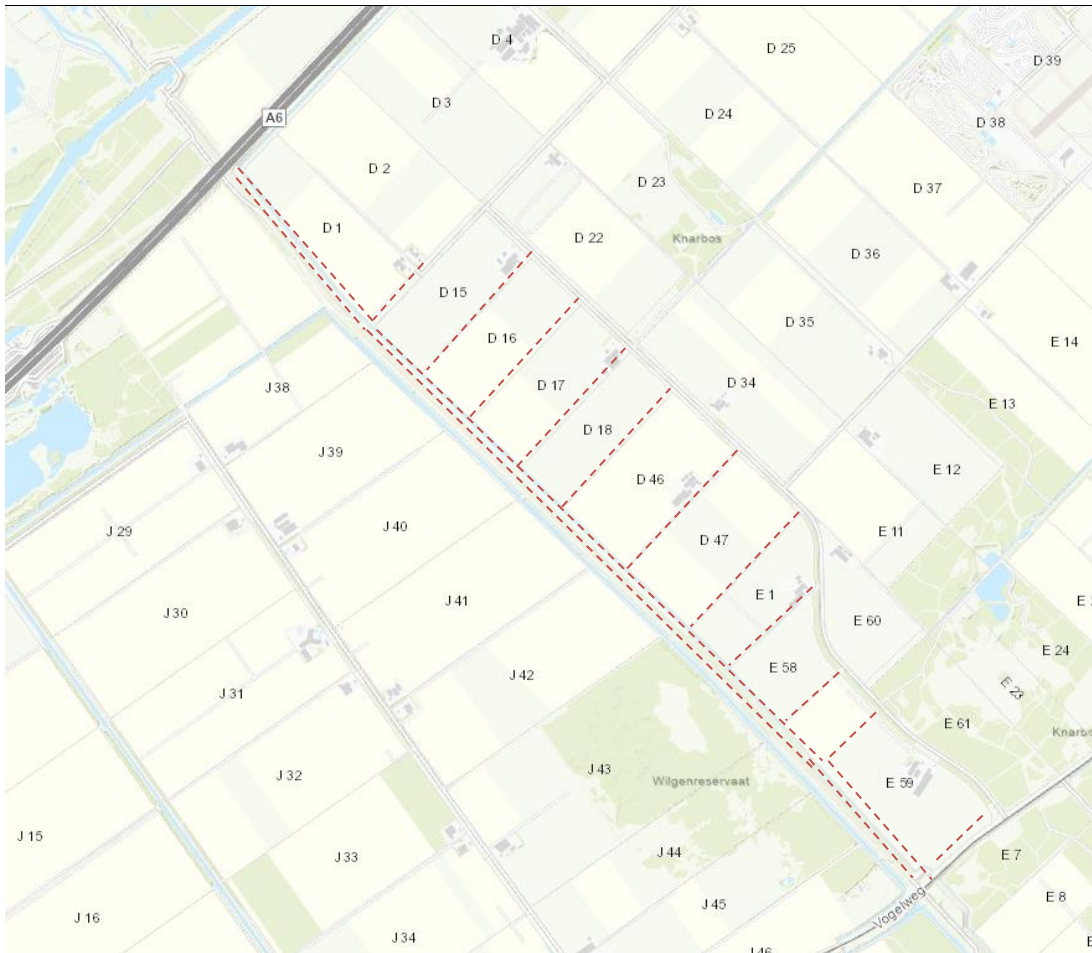 D 4
D 25
D 39
D 3
D 24
D 38
A6
D 2
D 23
D 37
D 1
D 22
Knarbos
D 15
D 36
D 16
D 35
E 14
D 17
J 38
D 34
E 13
D 18
J 39
D 46
E 12
J 29
J 40
E 11
D 47
J 30
J 41
E 1
E 60
E 24
E 58
J 42
E 23
J 31
E 61
J 43
Wilgenreservaat
J 32
E 59
J 15
J 33
J 44
E 7
J 16
J 45
E 8
Vogelweg
J 34
J 46